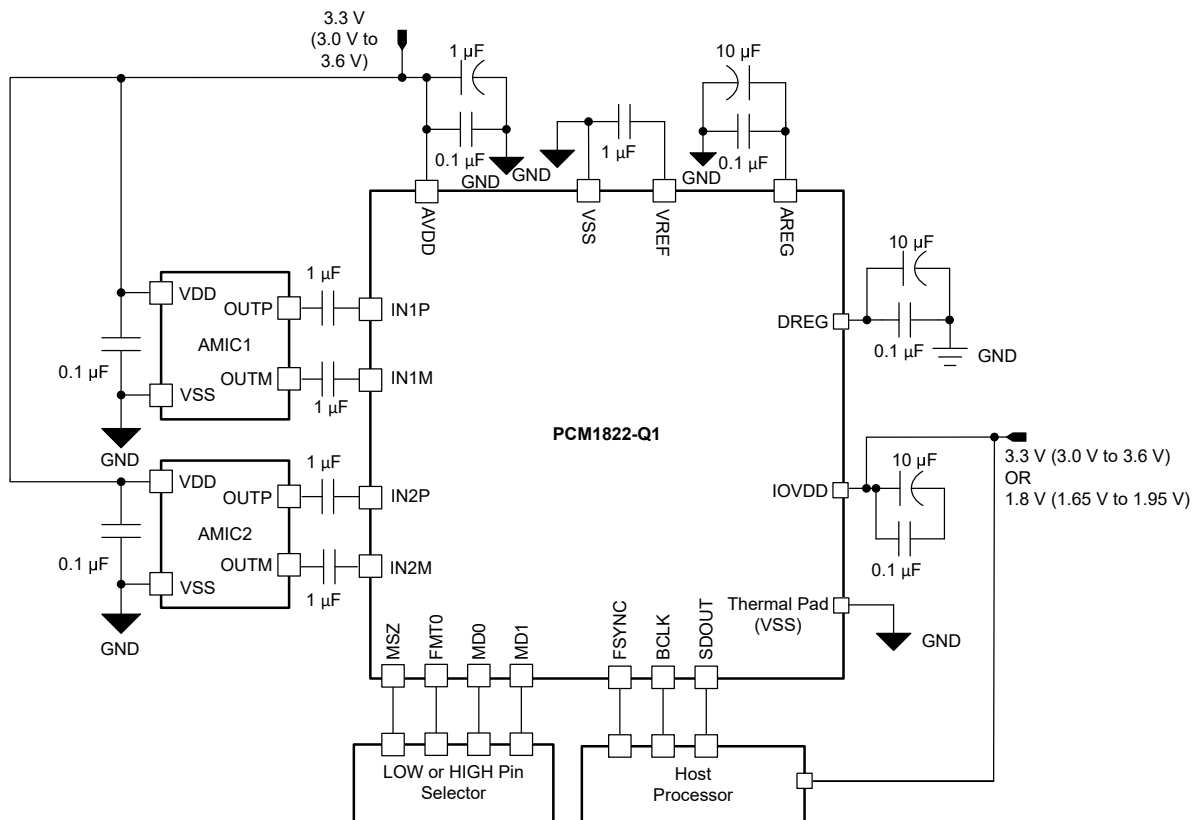 3.3 V
(3.0 V to
3.6 V)
1 µF
10 µF
0.1 µF
GND
GND
1 µF
0.1 µF
GND
AVDD
VSS
VREF
AREG
10 µF
1 µF
VDD
OUTP
IN1P
DREG
AMIC1
0.1 µF
GND
0.1 µF
OUTM
IN1M
VSS
1 µF
GND
PCM1822-Q1
1 µF
3.3 V (3.0 V to 3.6 V)
OR
1.8 V (1.65 V to 1.95 V)
10 µF
VDD
OUTP
IN2P
IOVDD
AMIC2
0.1 µF
OUTM
IN2M
0.1 µF
VSS
1 µF
Thermal Pad
(VSS)
GND
GND
MSZ
FMT0
MD0
MD1
FSYNC
BCLK
SDOUT
LOW or HIGH Pin
Selector
Host
Processor